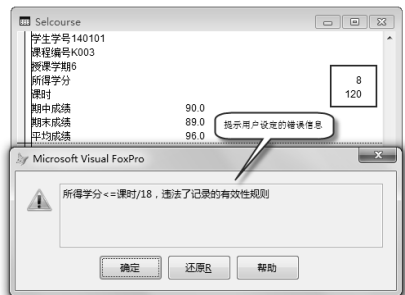 Selcourse
学生学号140101
课程编号K003
授课学期6
所得学分 8
课时 120
期中成绩 90.0
期末成绩 89.0
平均成绩 96.0
提示用户设定的错误信息
Microsoft Visual FoxPro
所得学分<=课时/18，违法了记录的有效性规则
确定 还原R 帮助